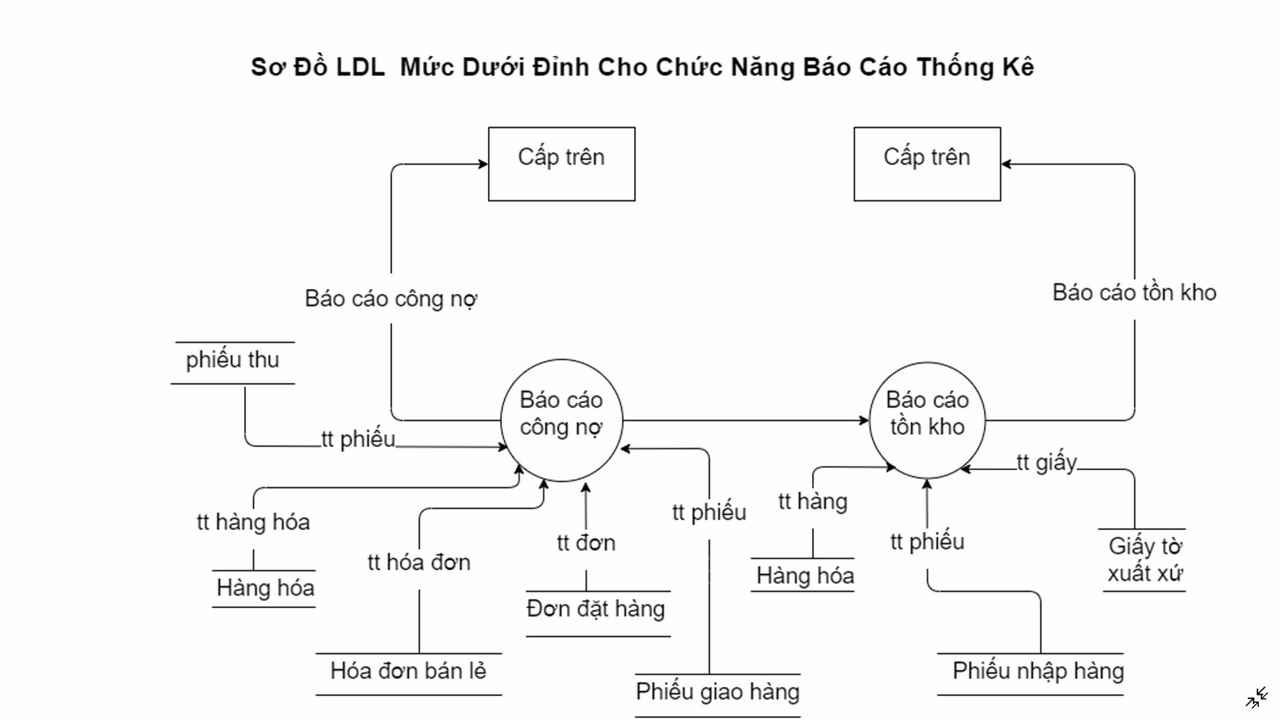 Sơ Đồ LDL Mức Dưới Đỉnh Cho Chức Năng Báo Cáo Thống Kê
Cấp trên
Cấp trên
Báo cáo công nợ
Báo cáo tồn kho
phiếu thu
Báo cáo
công nợ
Báo cáo
tồn kho
tt phiếu
tt giấy
tt hàng hóa
tt phiếu
tt hàng
tt hóa đơn
tt đơn
tt phiếu
Giấy tờ
xuất xứ
Hàng hóa
Hàng hóa
Đơn đặt hàng
Hóa đơn bán lẻ
Phiếu giao hàng
Phiếu nhập hàng